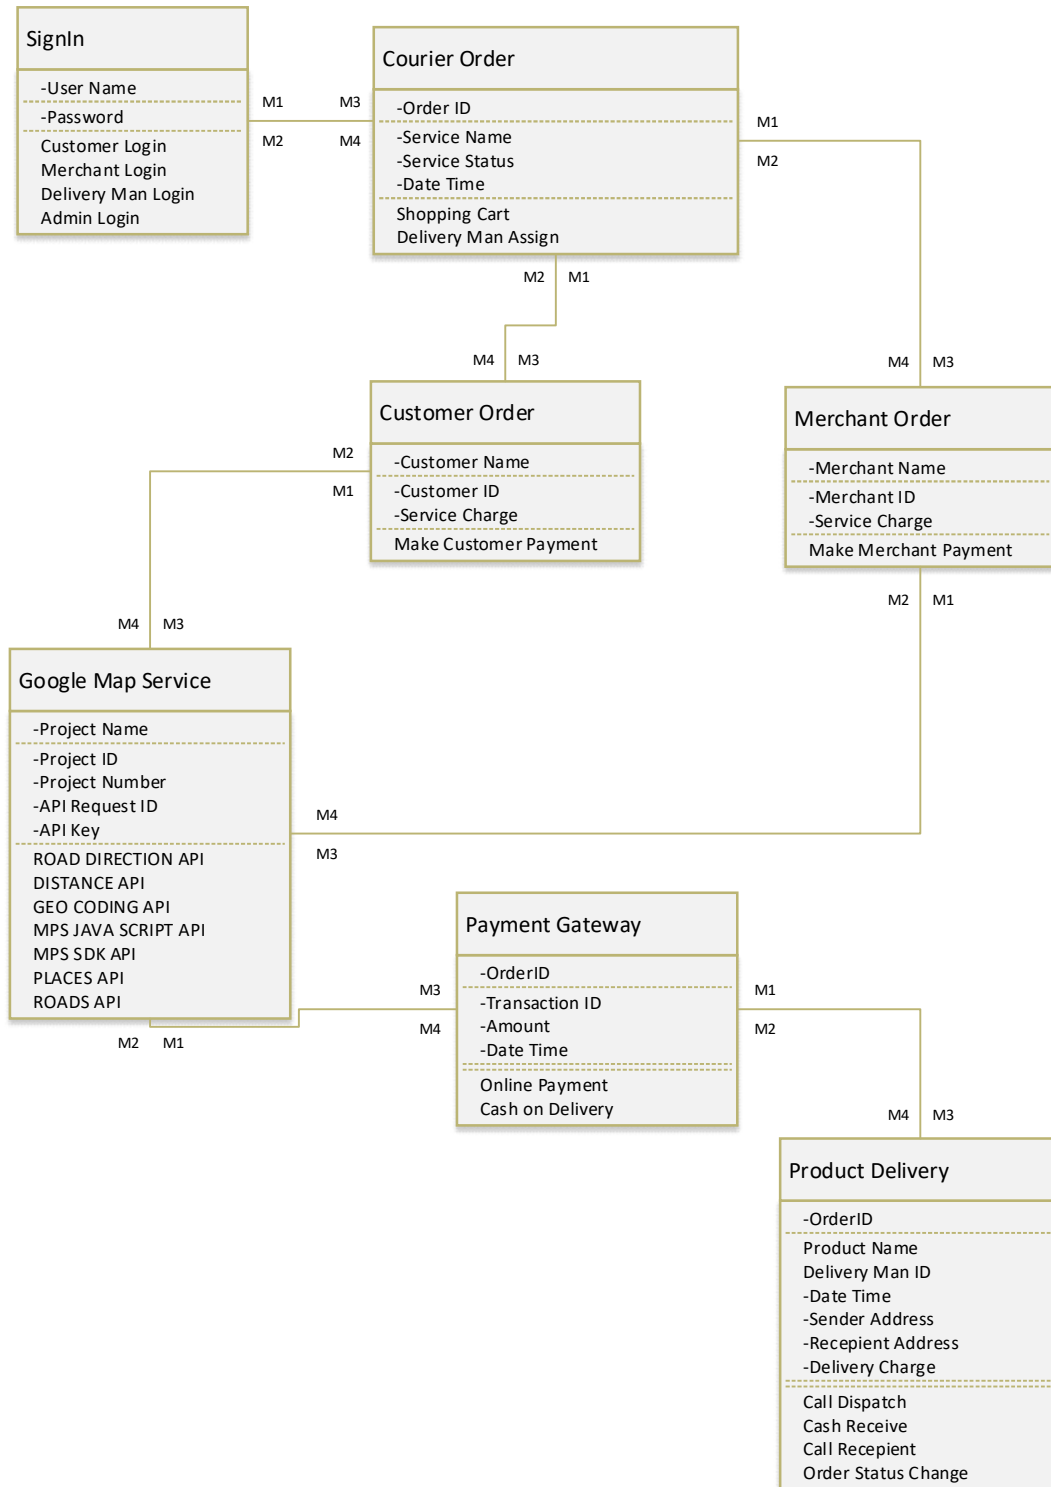 SignIn
-User Name
-Password
Customer Login
Merchant Login
Delivery Man Login
Admin Login
M1
M2
M3
M4
Courier Order
-Order ID
-Service Name
-Service Status
-Date Time
Shopping Cart
Delivery Man Assign
M1
M2
M2
M1
M4
M3
M4
M3
Customer Order
-Customer Name
-Customer ID
-Service Charge
Make Customer Payment
Merchant Order
-Merchant Name
-Merchant ID
-Service Charge
Make Merchant Payment
M2
M1
M2
M1
M4
M3
Google Map Service
-Project Name
-Project ID
-Project Number
-API Request ID
-API Key
ROAD DIRECTION API
DISTANCE API
GEO CODING API
MPS JAVA SCRIPT API
MPS SDK API
PLACES API
ROADS API
M4
M3
M2
M1
M3
M4
Payment Gateway
-OrderID
-Transaction ID
-Amount
-Date Time
Online Payment
Cash on Delivery
M1
M2
M4
M3
Product Delivery
-OrderID
Product Name
Delivery Man ID
-Date Time
-Sender Address
-Recepient Address
-Delivery Charge
Call Dispatch
Cash Receive
Call Recepient
Order Status Change